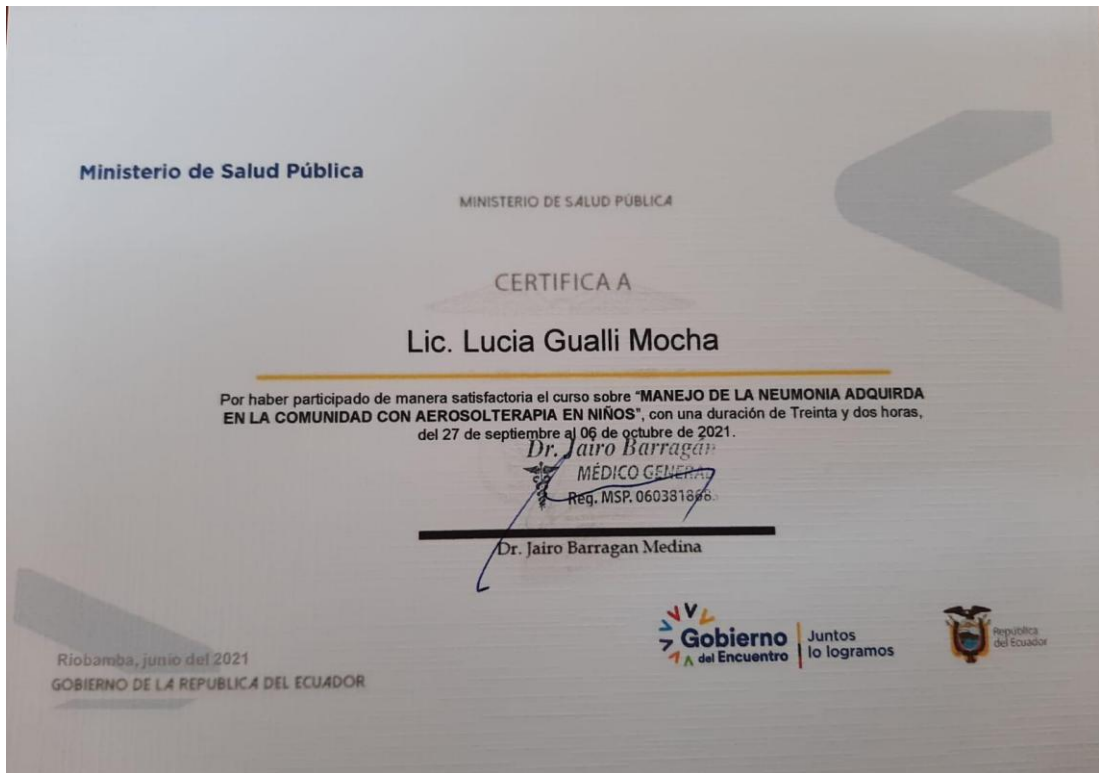 Ministerio de Salud Pública
MINISTERIO DE SALUD PÚBLICA
CERTIFICA A
Lic. Lucia Gualli Mocha
Por haber participado de manera satisfactoria el curso sobre “MANEJO DE LA NEUMONIA ADQUIRDA
EN LA COMUNIDAD CON AEROSOLTERAPIA EN NIÑOS”, con una duración de Treinta y dos horas,
del 27 de septiembre al 06 de octubre de 2021.
Dr. Jairo Barragán
MÉDICO GENERAL
Reg. MSP.
Dr. Jairo Barragan Medina
Gobierno
del Encuentro
Juntos
lo logramos
República
del Ecuador
Riobamba, junio del 2021
GOBIERNO DE LA REPUBLICA DEL ECUADOR